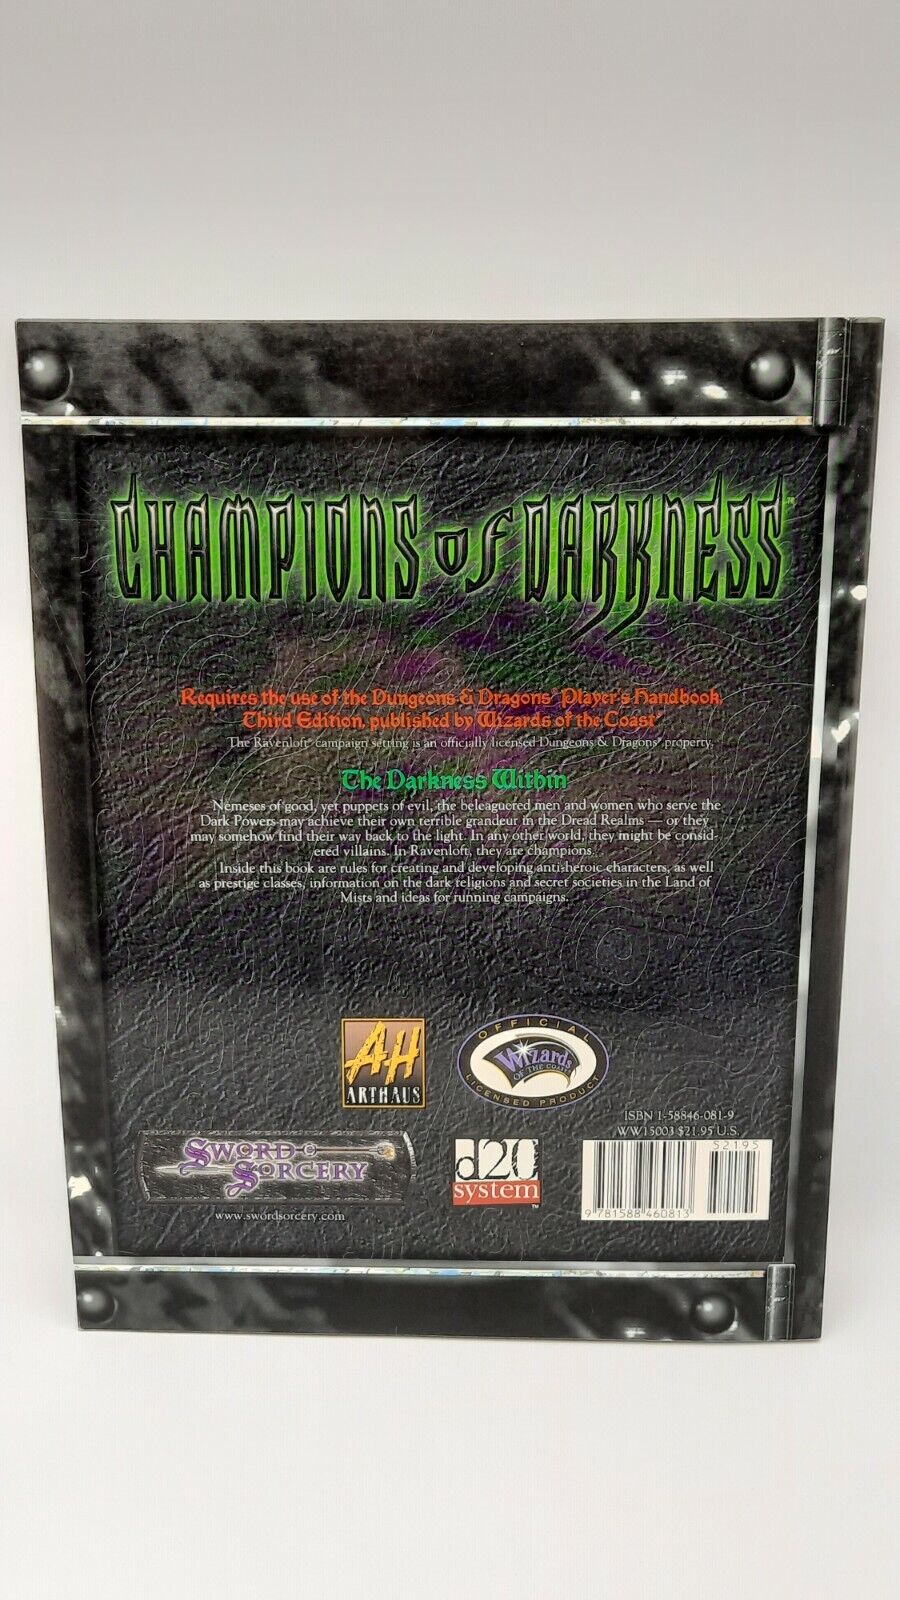 CHAMPIONS OF DARKNESS™
Requires the use of the Dungeons & Dragons® Player's Handbook,
Third Edition, published by Wizards of the Coast®
The Ravenloft® campaign setting is an officially licensed Dungeons & Dragons® property.
The Darkness Within
Nemeses of good, yet puppets of evil, the beleaguered men and women who serve the
Dark Powers may achieve their own terrible grandeur in the Dread Realms — or they
may somehow find their way back to the light. In any other world, they might be consid-
ered villains. In Ravenloft, they are champions.
Inside this book are rules for creating and developing anti-heroic characters, as well
as prestige classes, information on the dark religions and secret societies in the Land of
Mists and ideas for running campaigns.
AH
ARTHAUS
OFFICIAL
Wizards
OF THE COAST
LICENSED PRODUCT
ISBN 1-58846-081-9
WW15003 $21.95 U.S.
SWORD
SORCERY
www.swordsorcery.com
d20
system™
52195
9 781588 460813